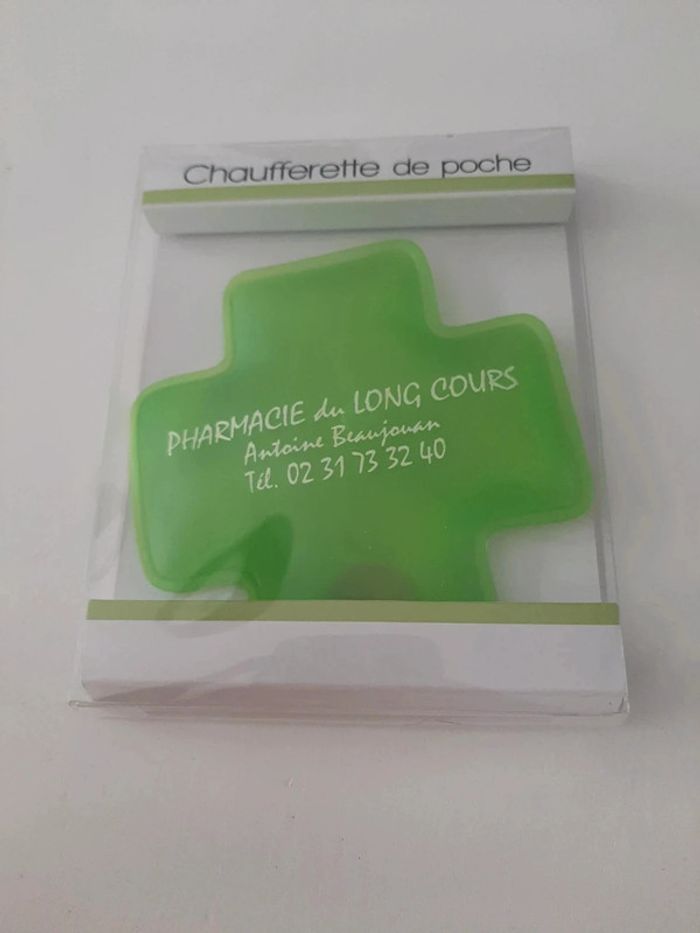 Chaufferette de poche
PHARMACIE du LONG COURS
Antoine Beaujouan
Tél. 02 31 73 32 40